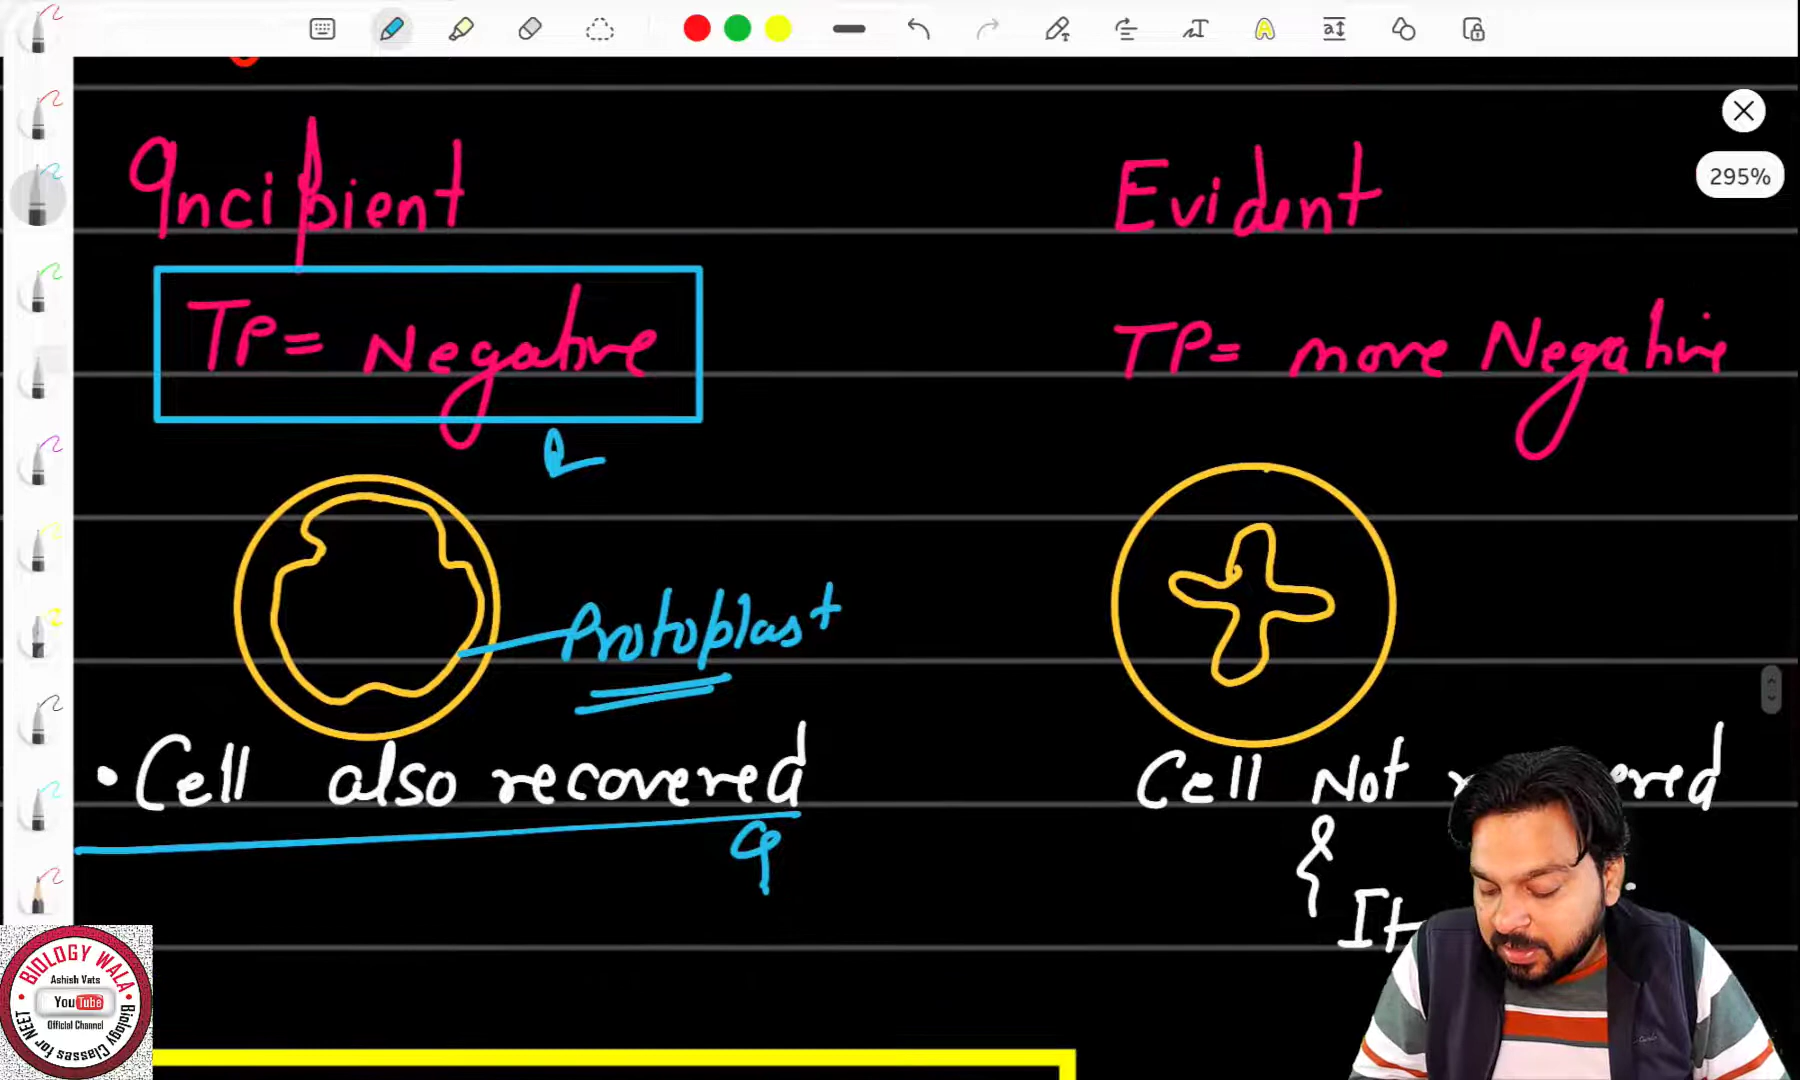 295%
Incipient
Evident
TP= Negative
TP= more Negative
Protoplast
• Cell also recovered
Cell Not
&
It
BIOLOGY WALA
Ashish Vats
YouTube
Official Channel
Biology Classes for NEET